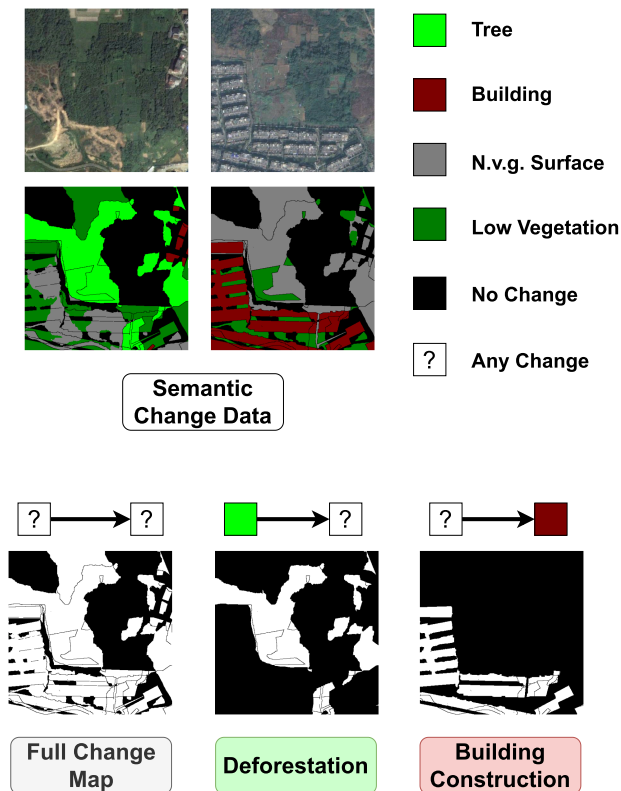 Tree
Building
N.v.g. Surface
Low Vegetation
No Change
? Any Change
Semantic
Change Data
? ?
?
?
Full Change
Map
Deforestation
Building
Construction